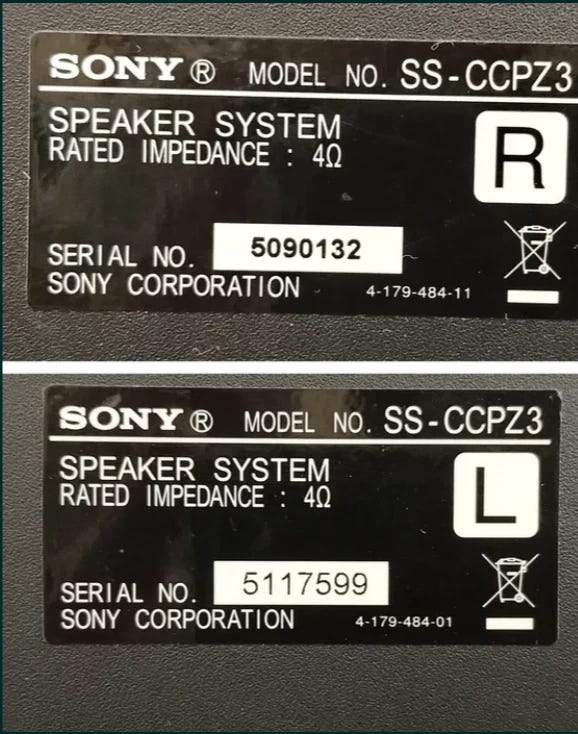 SONY® MODEL NO. SS-CCPZ3
SPEAKER SYSTEM
RATED IMPEDANCE : 4Ω
R
SERIAL NO. 5090132
SONY CORPORATION 4-179-484-11
SONY® MODEL NO. SS-CCPZ3
SPEAKER SYSTEM
RATED IMPEDANCE : 4Ω
L
SERIAL NO. 5117599
SONY CORPORATION 4-179-484-01